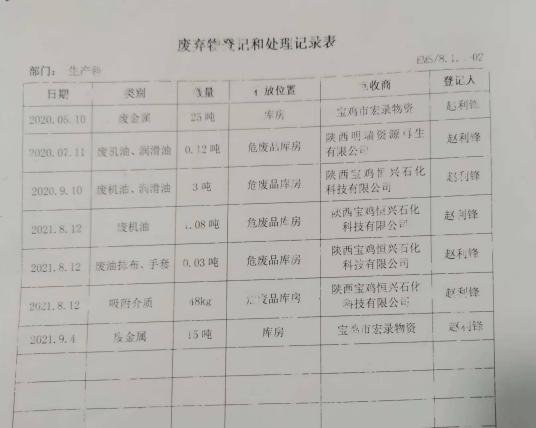 废弃物登记和处理记录表
部门： 生产科
日期 类别 数量 放位置 收商 登记人
2020.05.10 废金属 25吨 库房 宝鸡市宏录物资 赵利锋
2020.07.11 废机油、润滑油 0.12吨 危废品库房 陕西明瑞资源再生 赵利锋
有限公司
2020.9.10 废机油、润滑油 3吨 危废品库房 陕西宝鸡恒兴石化 赵利锋
科技有限公司
2021.8.12 废机油 .08吨 危废品库房 陕西宝鸡恒兴石化 赵利锋
科技有限公司
2021.8.12 废油抹布、手套 0.03吨 危废品库房 陕西宝鸡恒兴石化 赵利锋
科技有限公司
2021.8.12 吸附介质 48kg 危废品库房 陕西宝鸡恒兴石化 赵利锋
科技有限公司
2021.9.4 废金属 15吨 库房 宝鸡市宏录物资 赵利锋